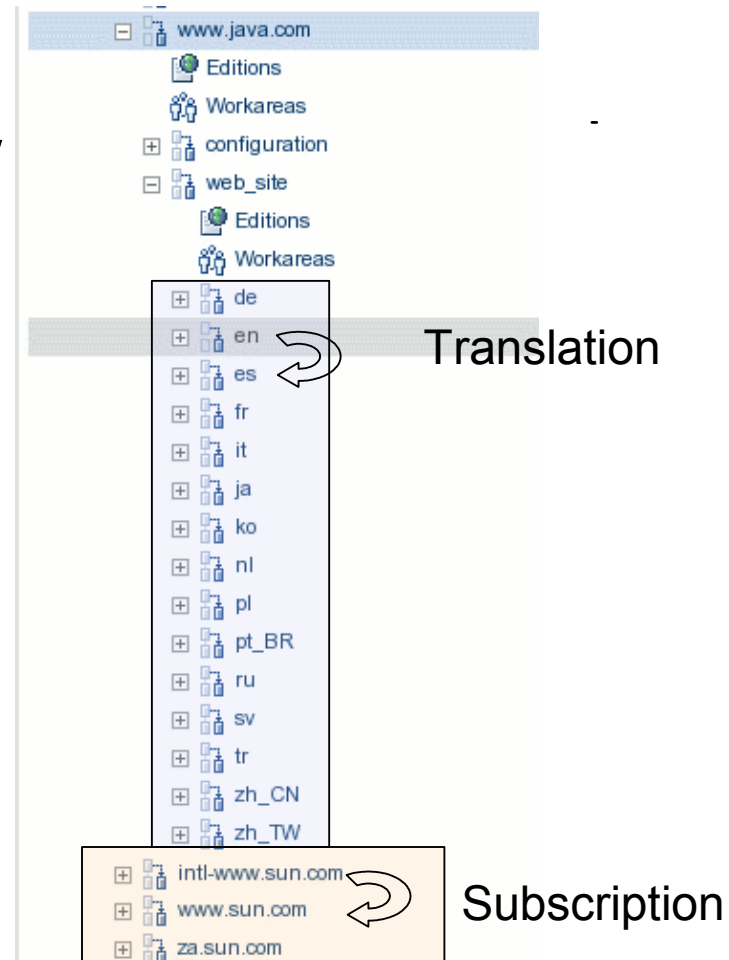 www.java.com
Editions
Workareas
configuration
web_site
Editions
Workareas
de
en
Translation
es
fr
it
ja
ko
nl
pl
pt_BR
ru
sv
tr
zh_CN
zh_TW
intl-www.sun.com
www.sun.com
Subscription
za.sun.com